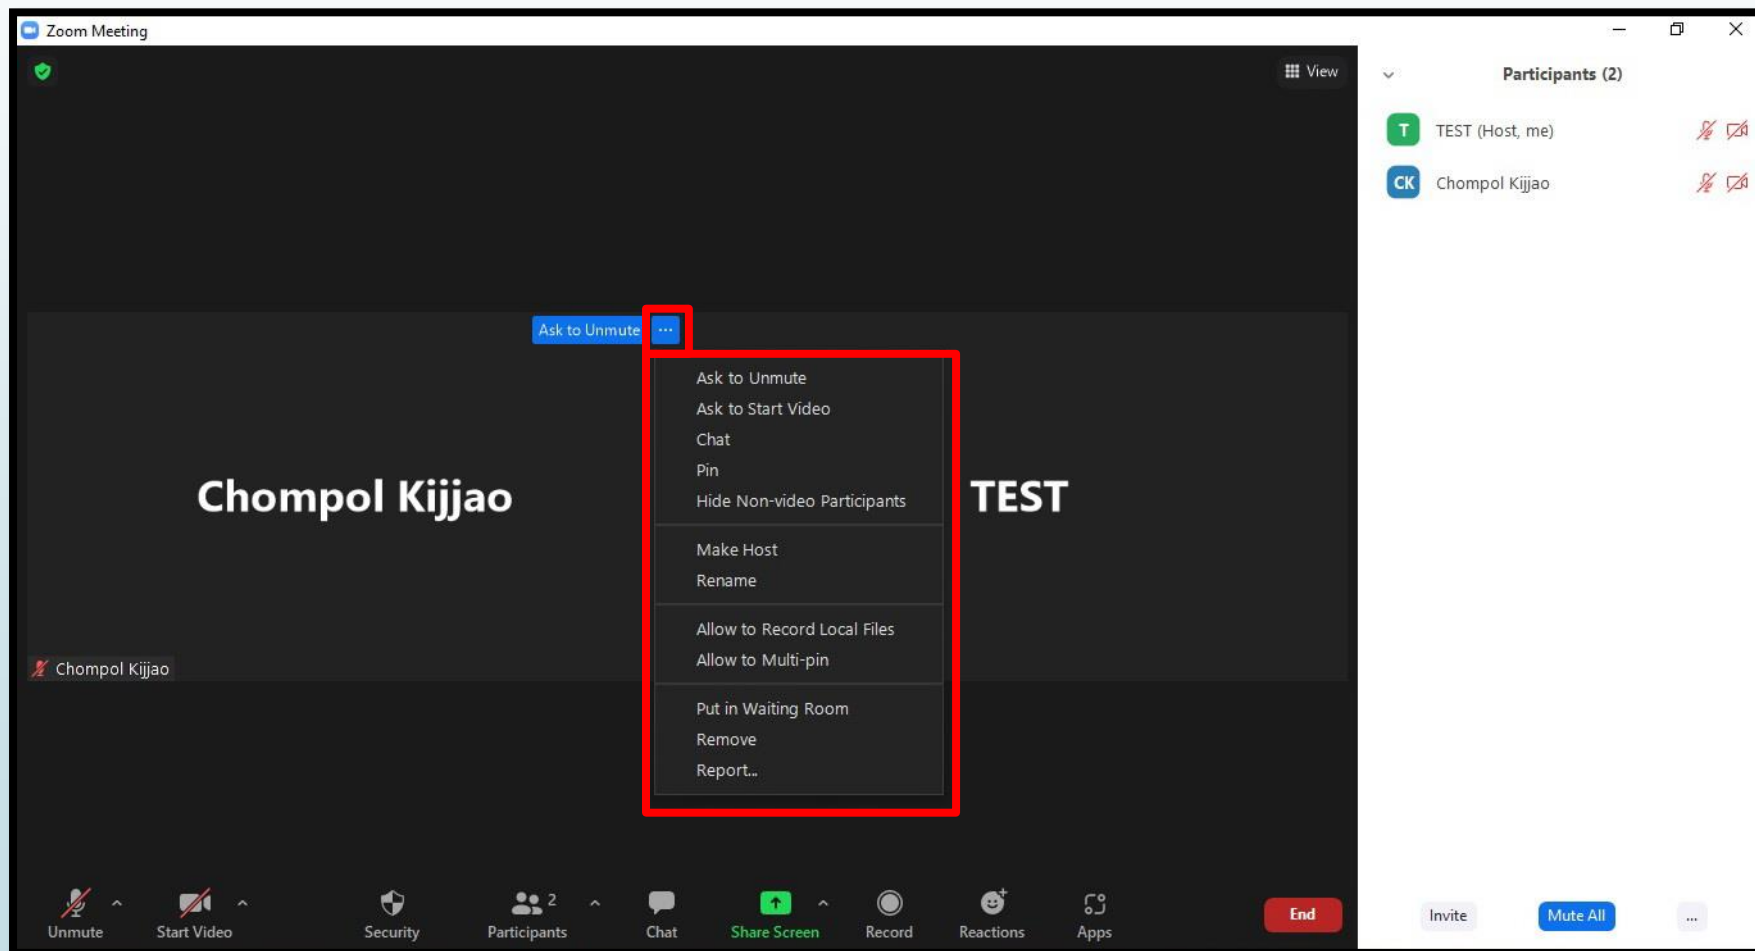 Zoom Meeting
View
Participants (2)
T TEST (Host, me)
CK Chompol Kijjao
Ask to Unmute ...
Ask to Unmute
Ask to Start Video
Chat
Pin
Hide Non-video Participants
Make Host
Rename
Allow to Record Local Files
Allow to Multi-pin
Put in Waiting Room
Remove
Report...
Chompol Kijjao
TEST
Chompol Kijjao
2
Unmute
Start Video
Security
Participants
Chat
Share Screen
Record
Reactions
Apps
End
Invite
Mute All
...